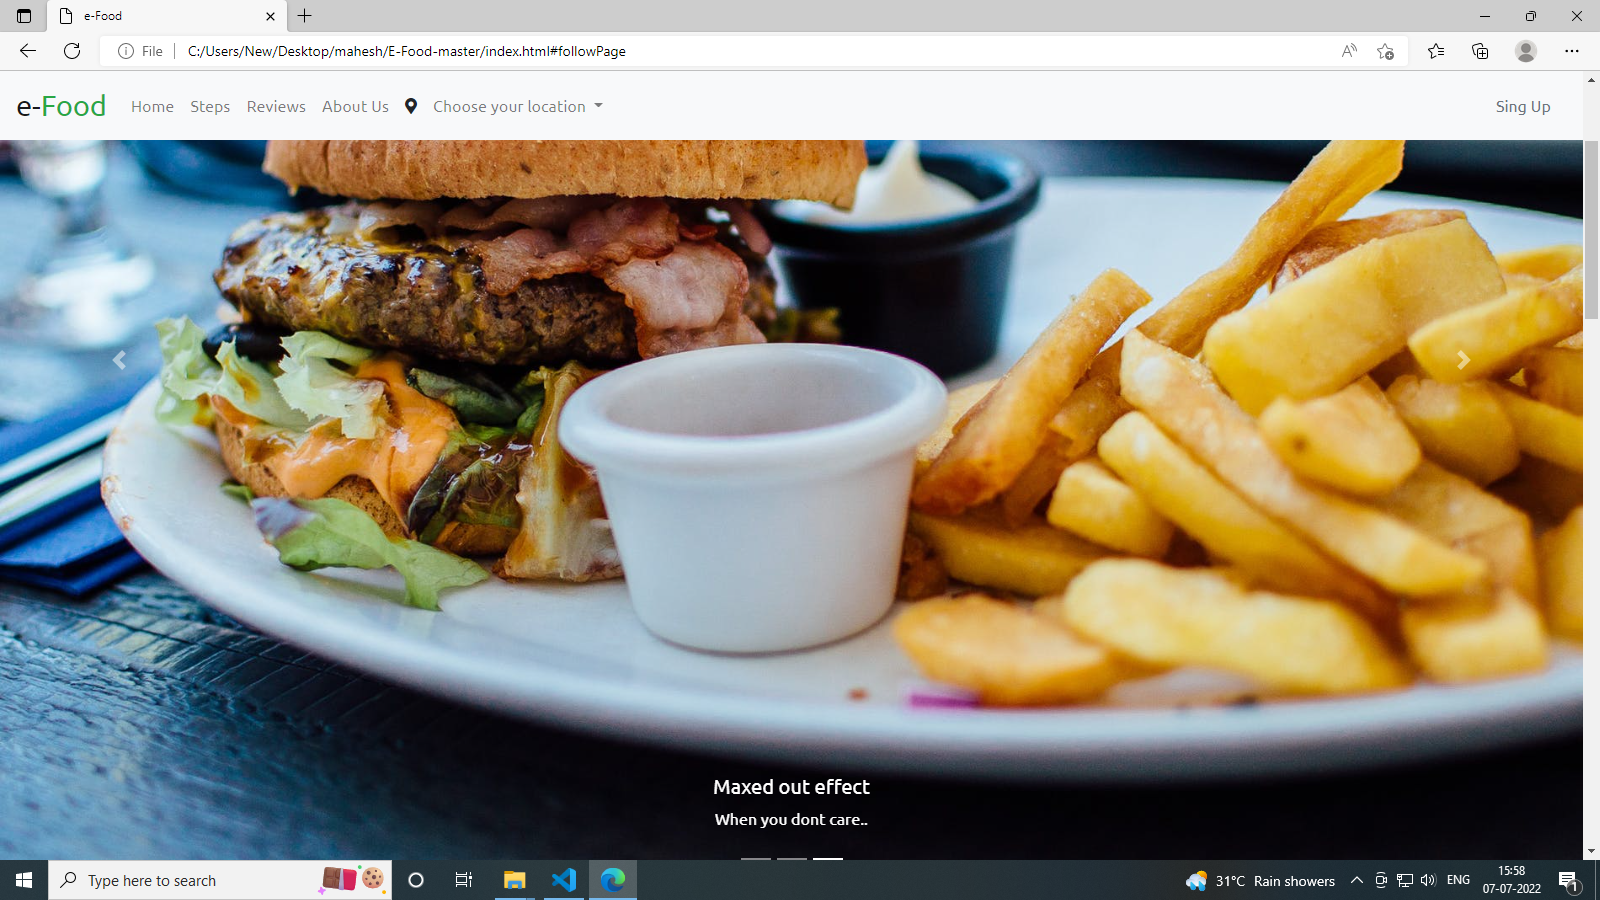 e-Food
File
C:/Users/New/Desktop/mahesh/E-Food-master/index.html#followPage
e-Food
Home
Steps
Reviews
About Us
Choose your location
Sing Up
Maxed out effect
When you dont care..
Type here to search
31°C Rain showers
ENG
15:58
07-07-2022
1